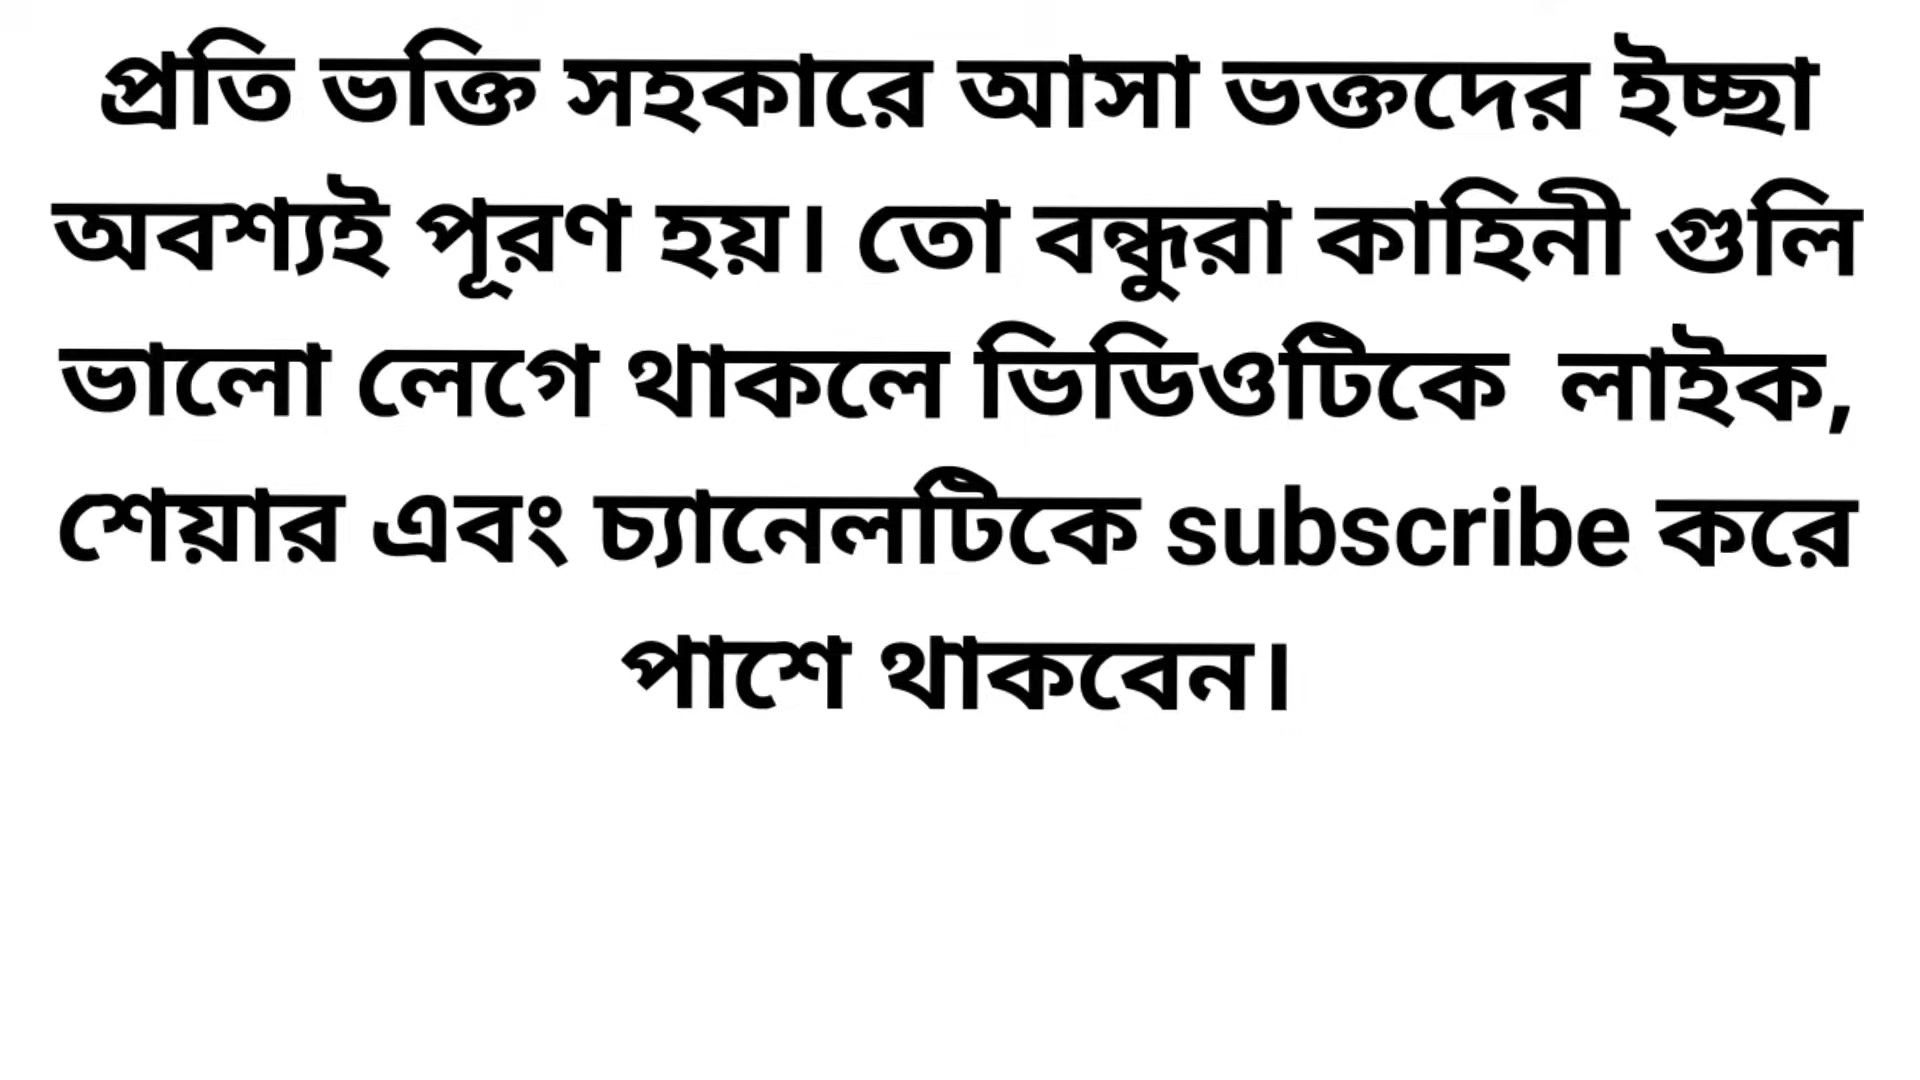 প্রতি ভক্তি সহকারে আসা ভক্তদের ইচ্ছা
অবশ্যই পূরণ হয়। তো বন্ধুরা কাহিনী গুলি
ভালো লেগে থাকলে ভিডিওটিকে লাইক,
শেয়ার এবং চ্যানেলটিকে subscribe করে
পাশে থাকবেন।